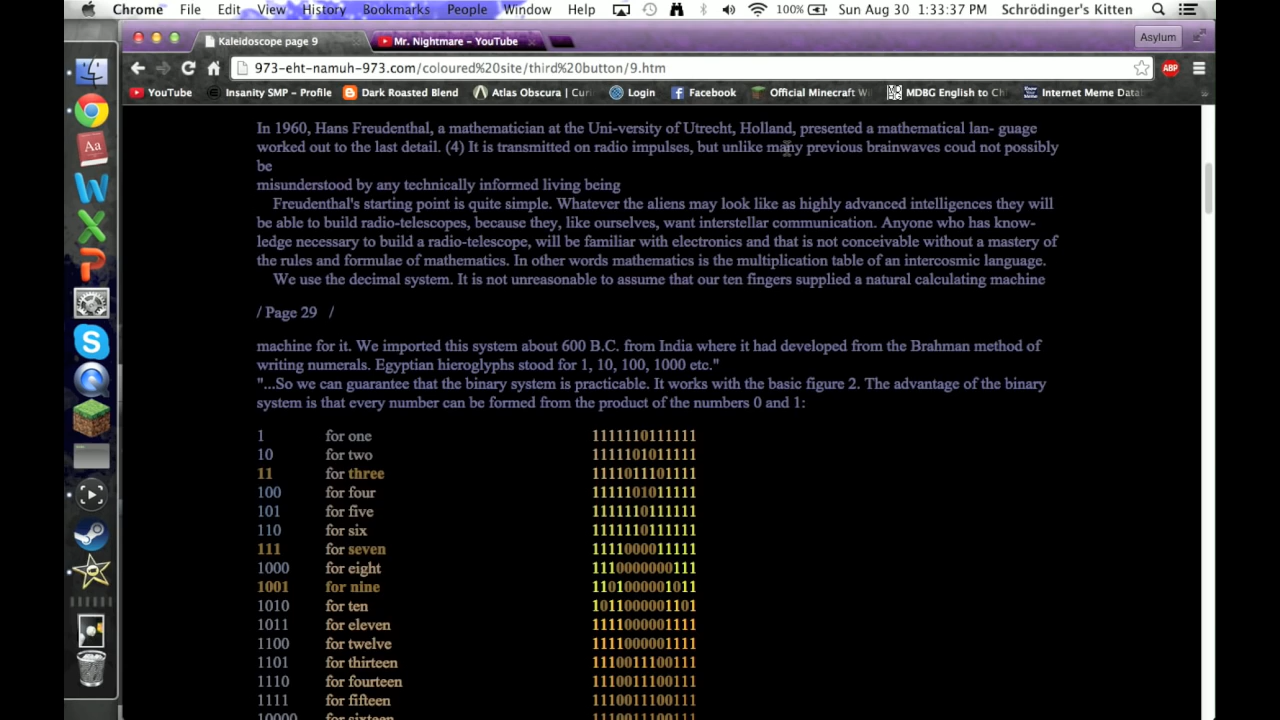 Chrome File Edit View History Bookmarks People Window Help 100% Sun Aug 30 1:33:37 PM Schrödinger's Kitten
Kaleidoscope page 9 Mr. Nightmare - YouTube Asylum
973-eht-namuh-973.com/coloured%20site/third%20button/9.htm ABP
YouTube Insanity SMP - Profile Dark Roasted Blend Atlas Obscura | Curi Login Facebook Official Minecraft W MDBG English to Ch Internet Meme Datab
In 1960, Hans Freudenthal, a mathematician at the Uni-versity of Utrecht, Holland, presented a mathematical lan- guage
worked out to the last detail. (4) It is transmitted on radio impulses, but unlike many previous brainwaves coud not possibly
be
misunderstood by any technically informed living being
Freudenthal's starting point is quite simple. Whatever the aliens may look like as highly advanced intelligences they will
be able to build radio-telescopes, because they, like ourselves, want interstellar communication. Anyone who has know-
ledge necessary to build a radio-telescope, will be familiar with electronics and that is not conceivable without a mastery of
the rules and formulae of mathematics. In other words mathematics is the multiplication table of an intercosmic language.
We use the decimal system. It is not unreasonable to assume that our ten fingers supplied a natural calculating machine
/ Page 29 /
machine for it. We imported this system about 600 B.C. from India where it had developed from the Brahman method of
writing numerals. Egyptian hieroglyphs stood for 1, 10, 100, 1000 etc."
"...So we can guarantee that the binary system is practicable. It works with the basic figure 2. The advantage of the binary
system is that every number can be formed from the product of the numbers 0 and 1:
1 for one 1111110111111
10 for two 1111101011111
11 for three 1111011101111
100 for four 1111101011111
101 for five 1111110111111
110 for six 1111110111111
111 for seven 1111000011111
1000 for eight 1110000000111
1001 for nine 1101000001011
1010 for ten 1011000001101
1011 for eleven 1111000001111
1100 for twelve 1111000001111
1101 for thirteen 1110011100111
1110 for fourteen 1110011100111
1111 for fifteen 1110011100111
10000 for sixteen